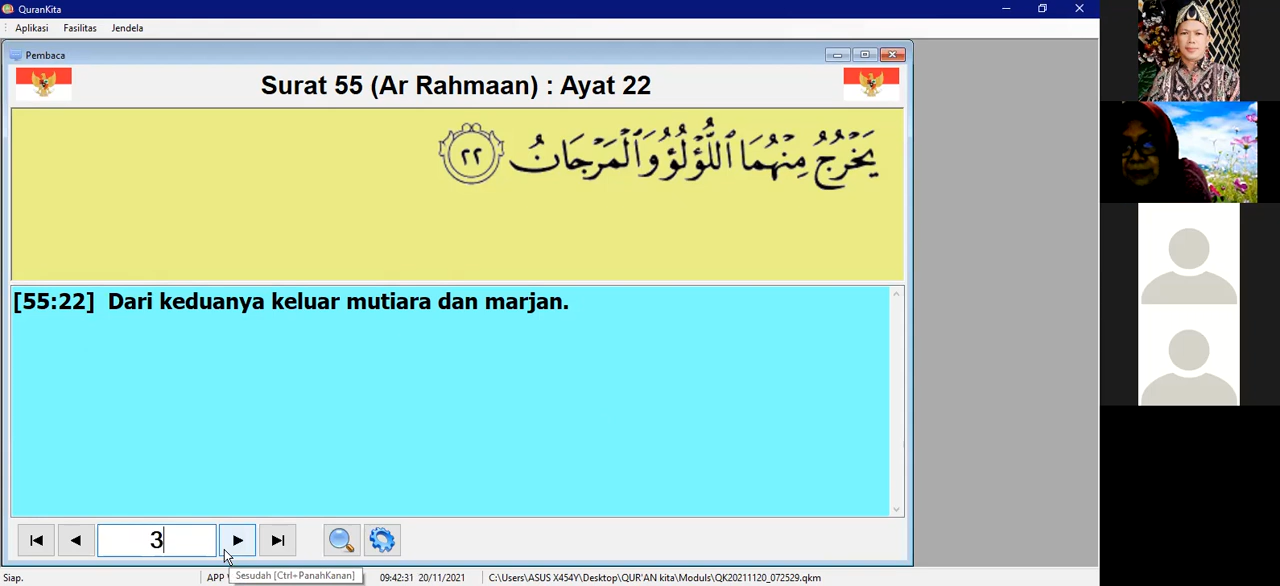 QuranKita
Aplikasi Fasilitas Jendela
Pembaca
Surat 55 (Ar Rahmaan) : Ayat 22
يَخْرُجُ مِنْهُمَا ٱللُّؤْلُؤُ وَٱلْمَرْجَانُ ٢٢
[55:22] Dari keduanya keluar mutiara dan marjan.
3
Sesudah [Ctrl+PanahKanan]
Siap. APP 09:42:31 20/11/2021 C:\Users\ASUS X454Y\Desktop\QUR'AN kita\Moduls\QK20211120_072529.qkm